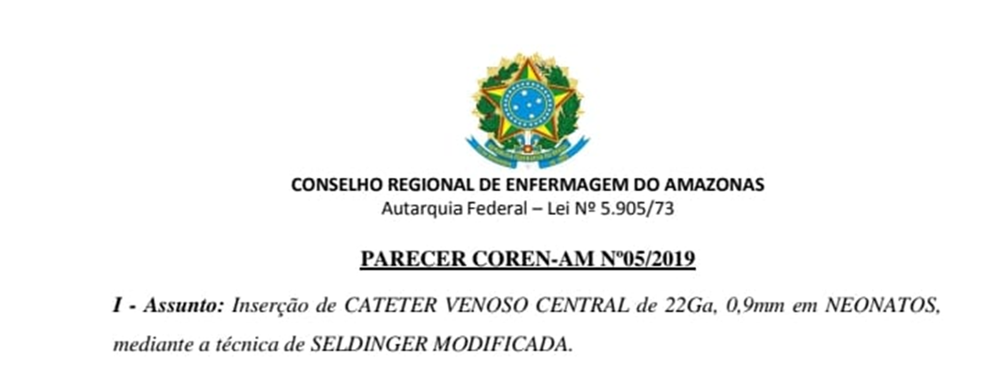 CONSELHO REGIONAL DE ENFERMAGEM DO AMAZONAS
Autarquia Federal – Lei Nº 5.905/73
PARECER COREN-AM Nº05/2019
I - Assunto: Inserção de CATETER VENOSO CENTRAL de 22Ga, 0,9mm em NEONATOS,
mediante a técnica de SELDINGER MODIFICADA.